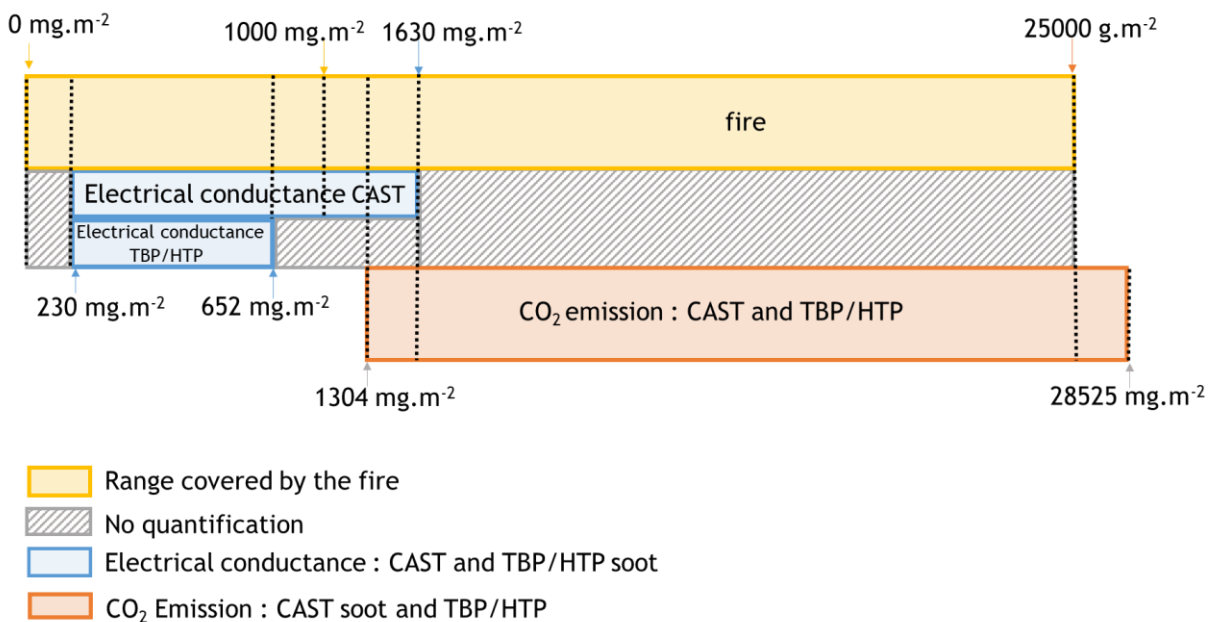 0 mg.m-2
1000 mg.m-2
1630 mg.m-2
25000 g.m-2
fire
Electrical conductance CAST
Electrical conductance
TBP/HTP
230 mg.m-2
652 mg.m-2
CO2 emission : CAST and TBP/HTP
1304 mg.m-2
28525 mg.m-2
Range covered by the fire
No quantification
Electrical conductance : CAST and TBP/HTP soot
CO2 Emission : CAST soot and TBP/HTP